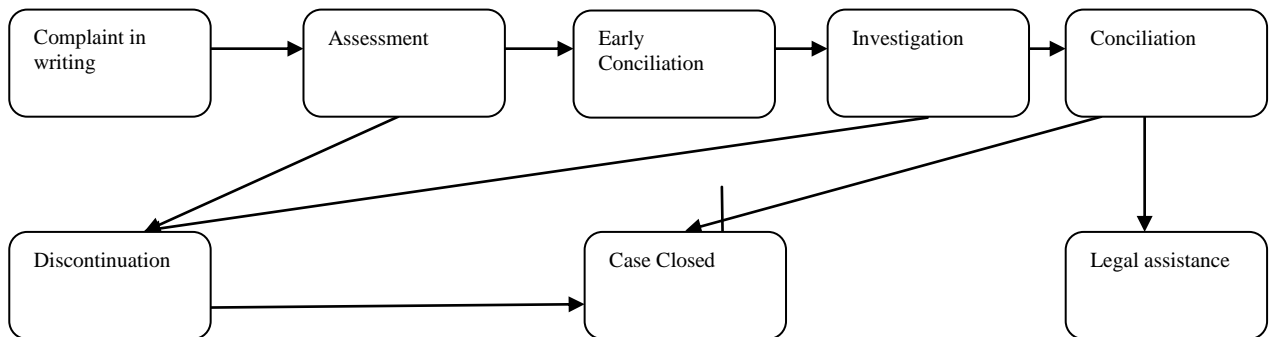 Complaint in
writing
Assessment
Early
Conciliation
Investigation
Conciliation
Discontinuation
Case Closed
Legal assistance